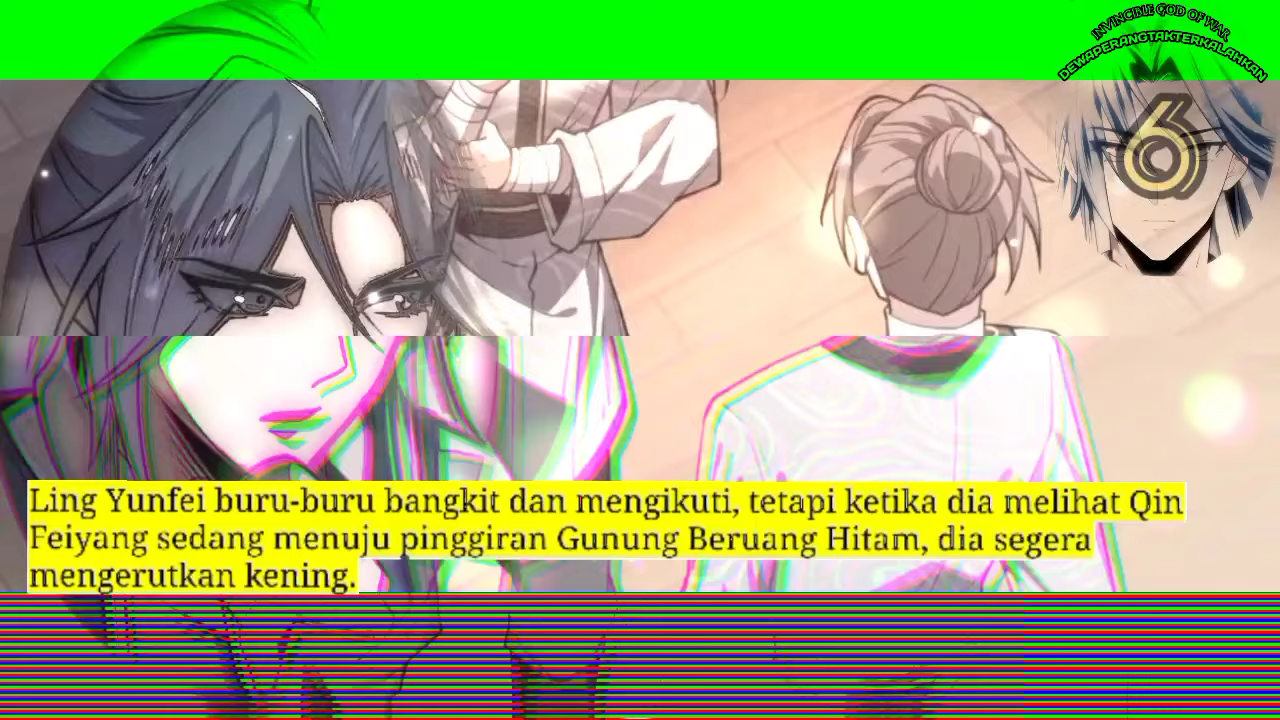 INVINCIBLE GOD OF WAR
DEWAPERANGTAKTERKALAHKAN
6
Ling Yunfei buru-buru bangkit dan mengikuti, tetapi ketika dia melihat Qin
Feiyang sedang menuju pinggiran Gunung Beruang Hitam, dia segera
mengerutkan kening.